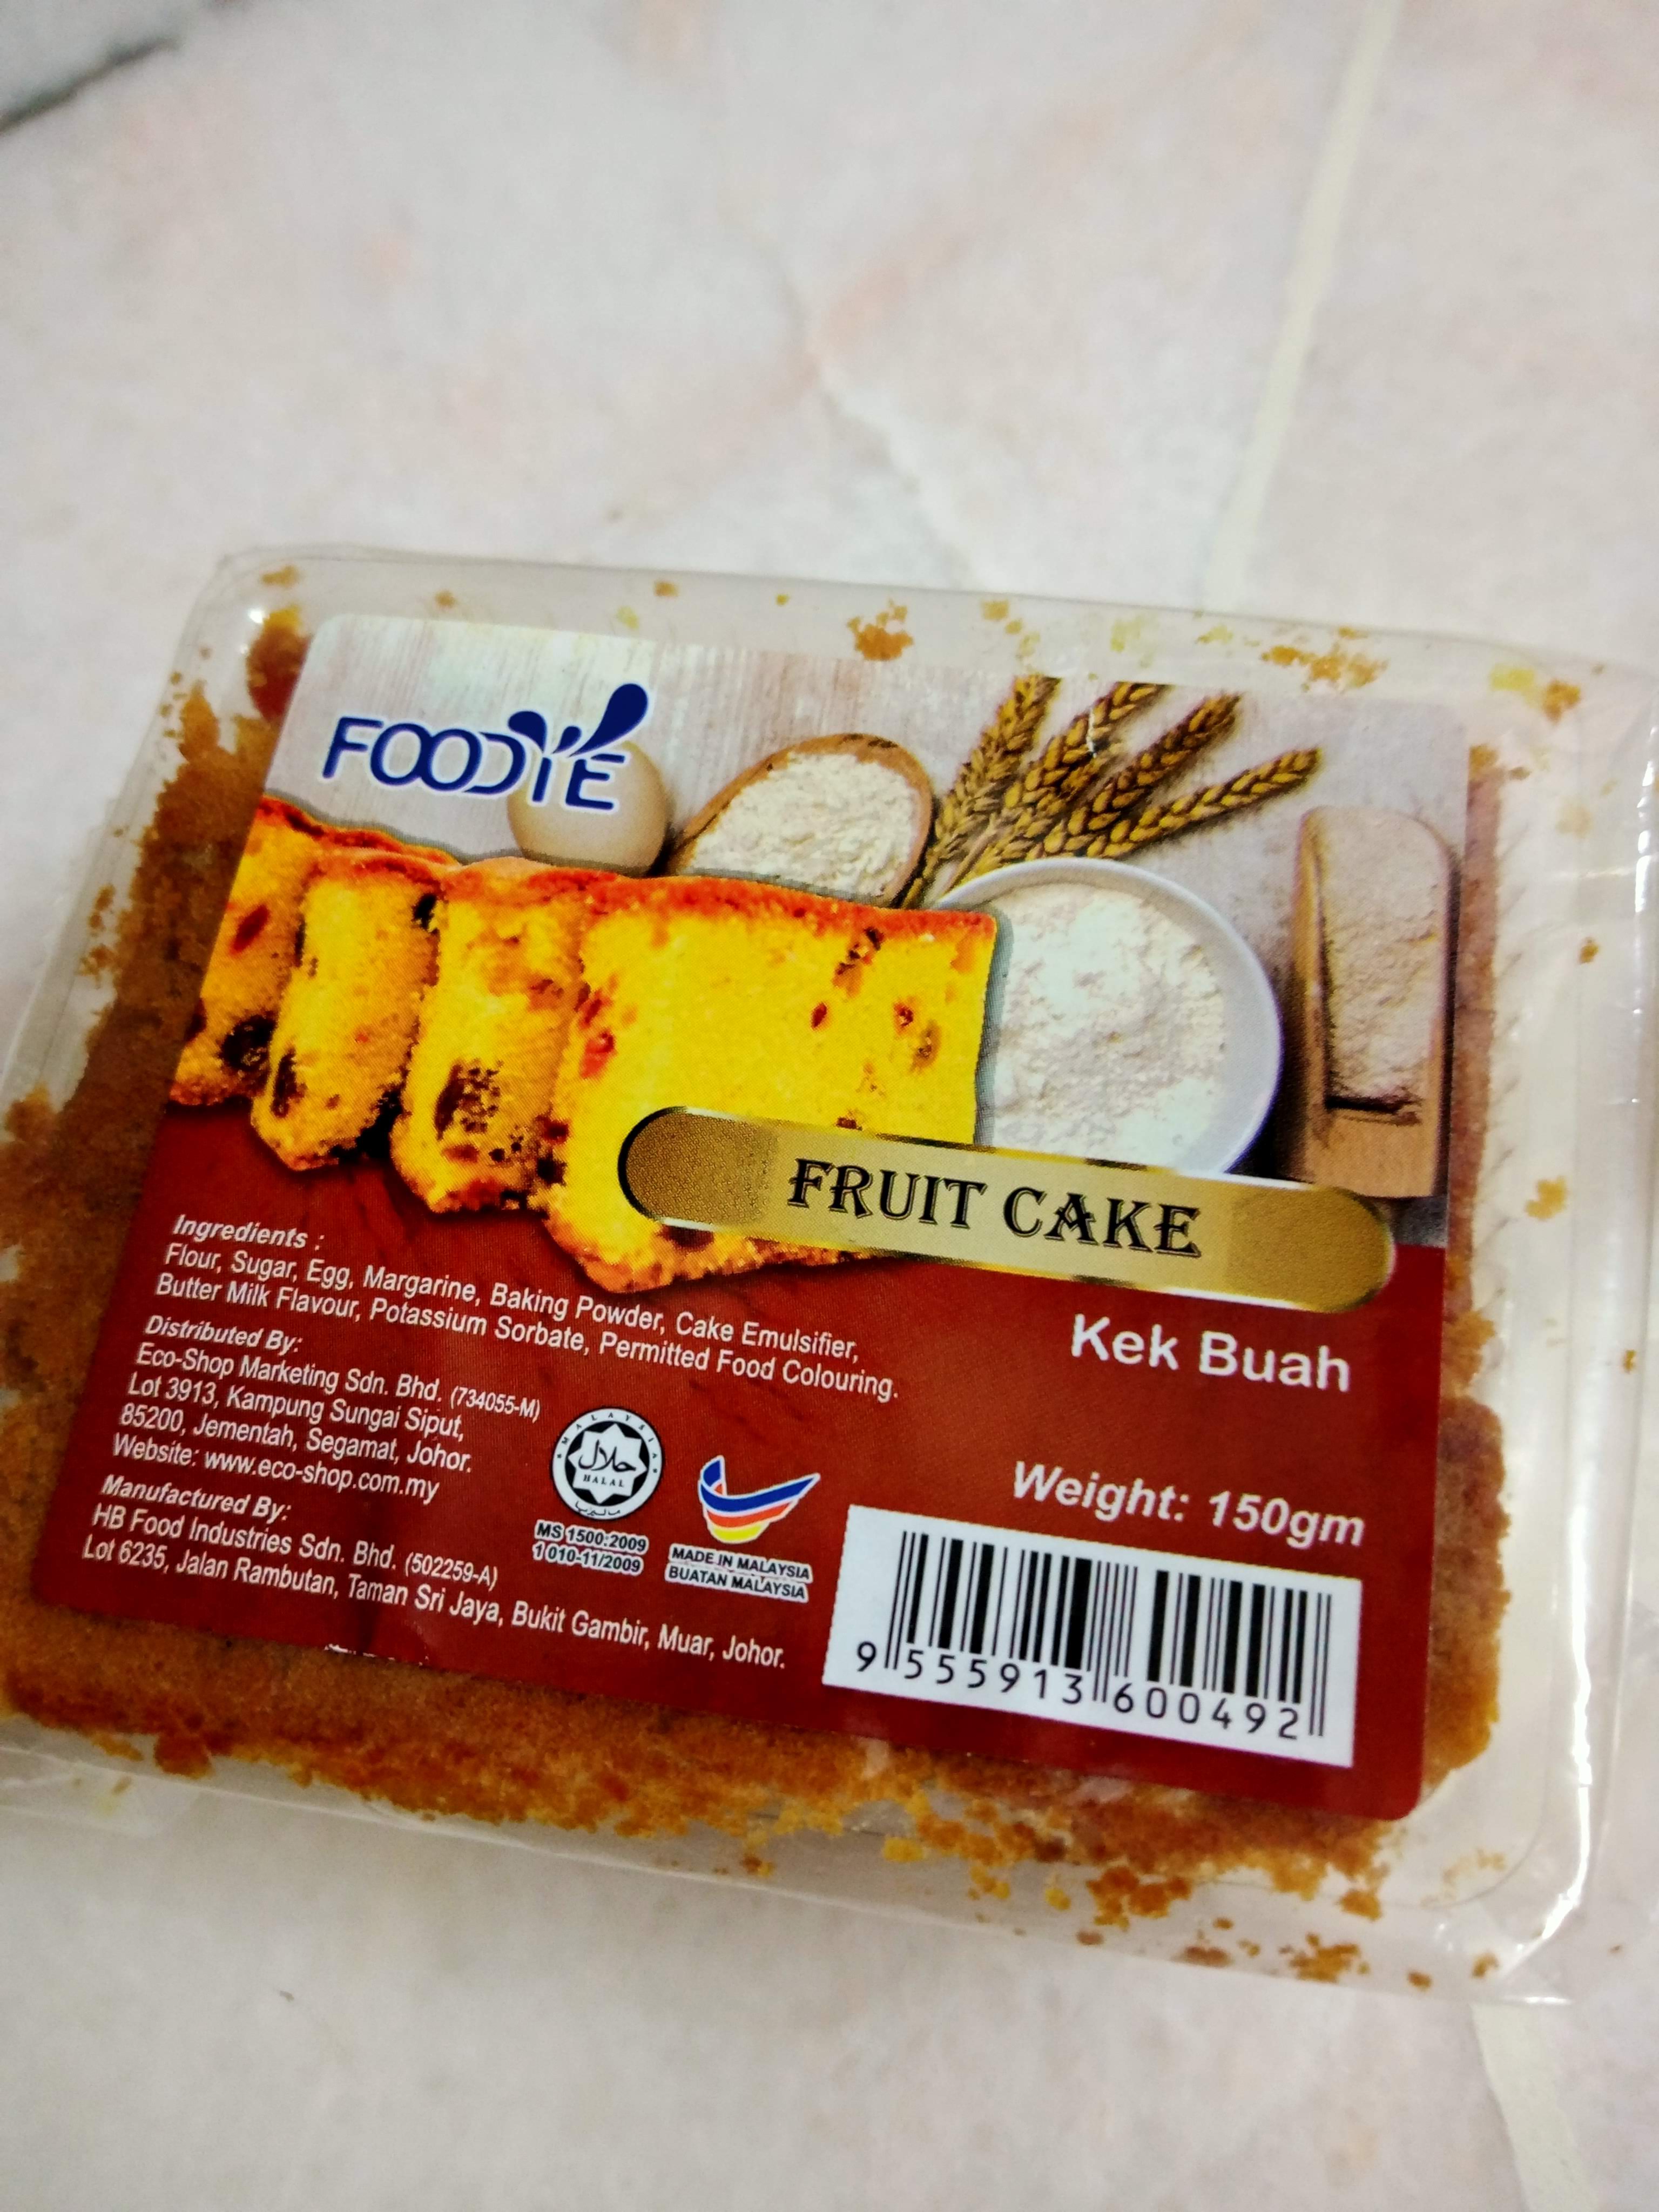 FOODIE
FRUIT CAKE
Kek Buah
Ingredients :
Flour, Sugar, Egg, Margarine, Baking Powder, Cake Emulsifier,
Butter Milk Flavour, Potassium Sorbate, Permitted Food Colouring.
Distributed By:
Eco-Shop Marketing Sdn. Bhd. (734055-M)
Lot 3913, Kampung Sungai Siput,
85200, Jementah, Segamat, Johor.
Website: www.eco-shop.com.my
Manufactured By:
HB Food Industries Sdn. Bhd. (502259-A)
Lot 6235, Jalan Rambutan, Taman Sri Jaya, Bukit Gambir, Muar, Johor.
MALAYSIA
حلال
HALAL
ماليزيا
MS 1500:2009
1 010-11/2009
MADE IN MALAYSIA
BUATAN MALAYSIA
Weight: 150gm
9 555913 600492